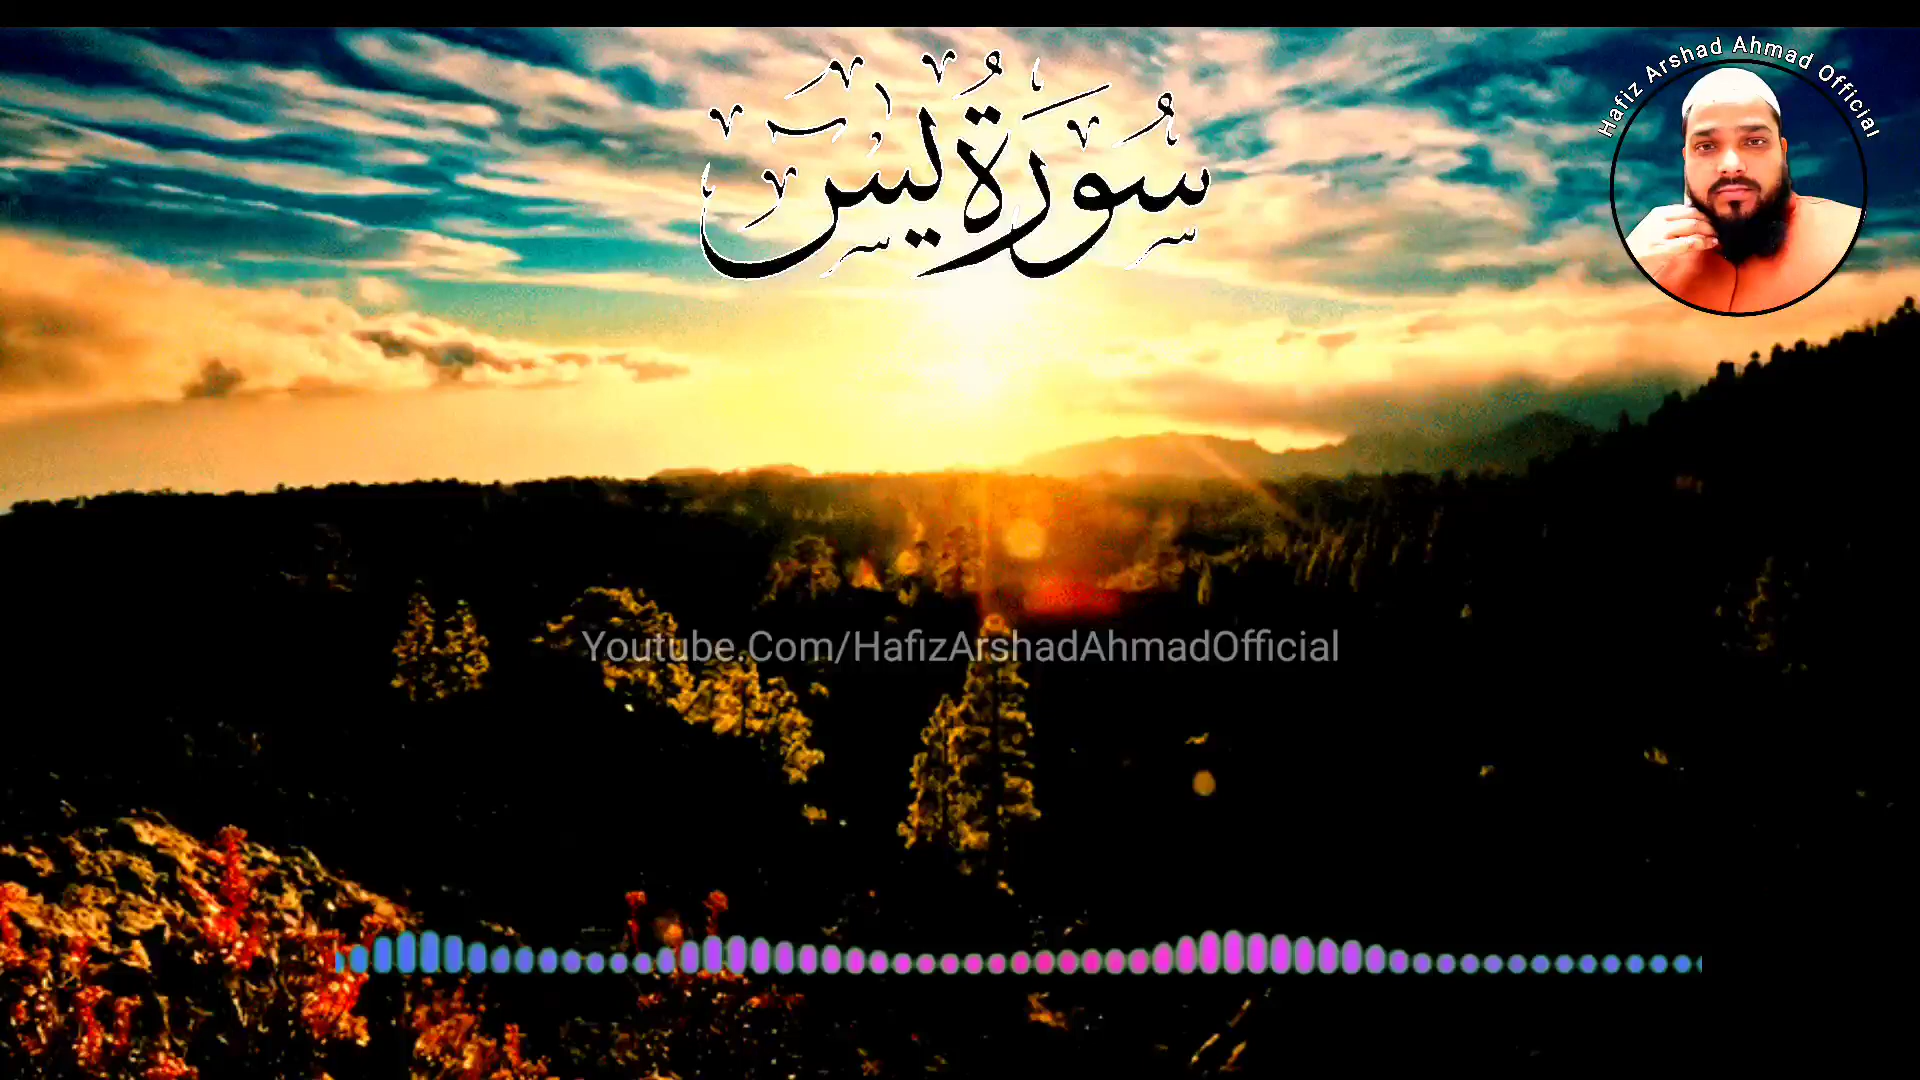 سُورَةُ يٰسٓ
Hafiz Arshad Ahmad Official
Youtube.Com/HafizArshadAhmadOfficial